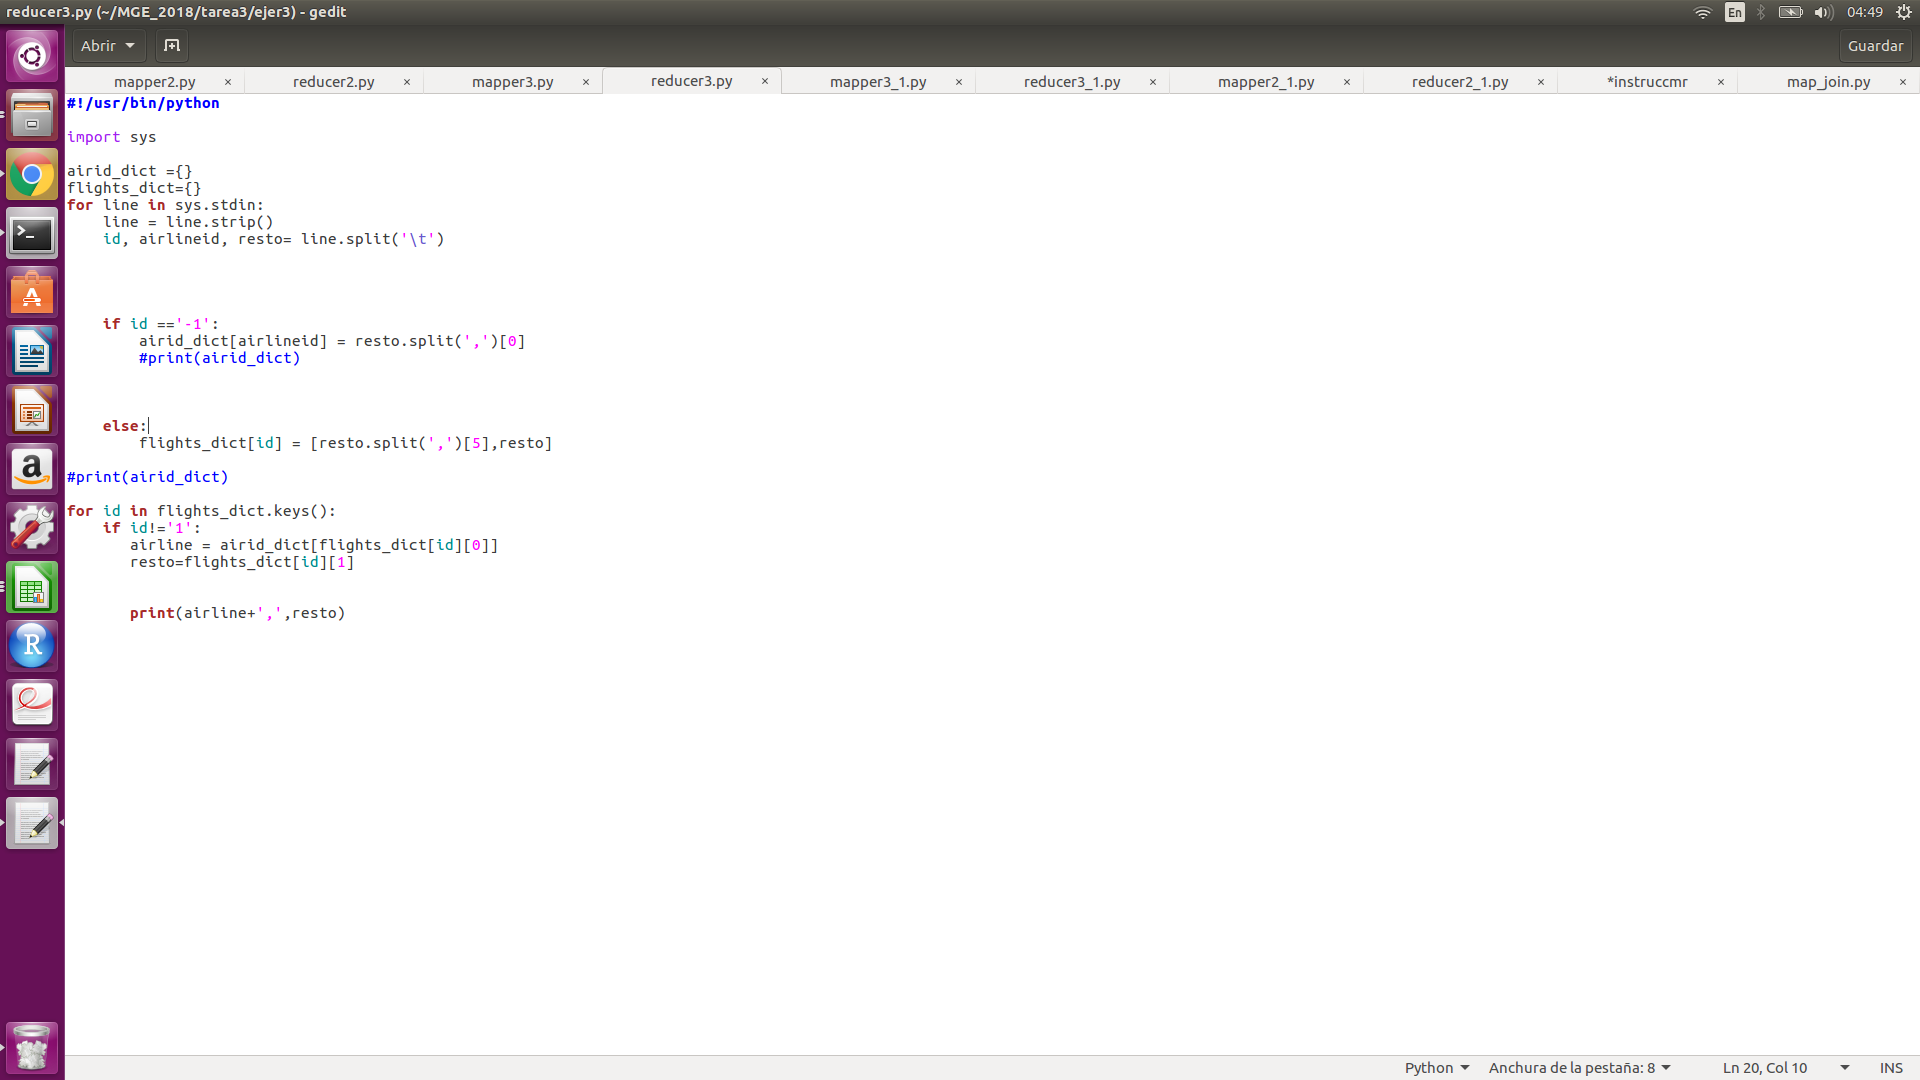 reducer3.py (~/MGE_2018/tarea3/ejer3) - gedit
En
04:49
Abrir
Guardar
mapper2.py × reducer2.py × mapper3.py × reducer3.py × mapper3_1.py × reducer3_1.py × mapper2_1.py × reducer2_1.py × *instruccmr × map_join.py ×
#!/usr/bin/python
import sys
airid_dict ={}
flights_dict={}
for line in sys.stdin:
    line = line.strip()
    id, airlineid, resto= line.split('\t')
    if id =='-1':
        airid_dict[airlineid] = resto.split(',')[0]
        #print(airid_dict)
    else:
        flights_dict[id] = [resto.split(',')[5],resto]
#print(airid_dict)
for id in flights_dict.keys():
    if id!='1':
       airline = airid_dict[flights_dict[id][0]]
       resto=flights_dict[id][1]
       print(airline+',',resto)
Python
Anchura de la pestaña: 8
Ln 20, Col 10
INS